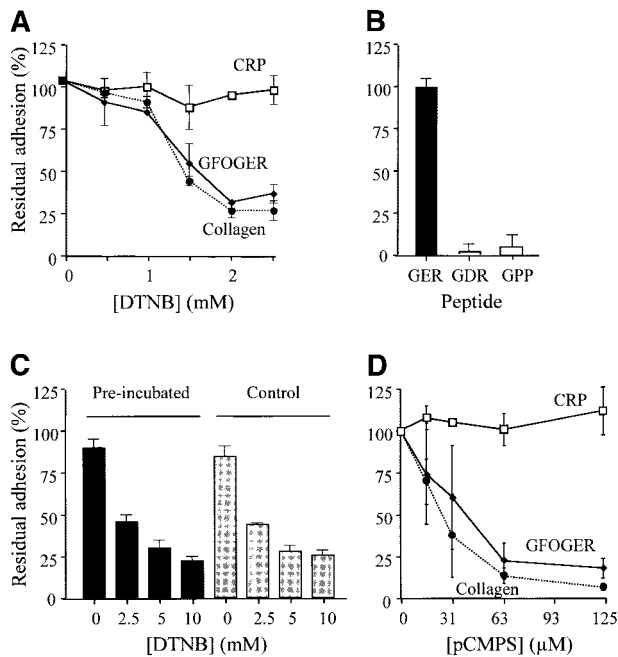 A
125
100
75
50
25
0
Residual adhesion (%)
CRP
GFOGER
Collagen
0 1 2
[DTNB] (mM)
B
125
100
75
50
25
0
GER GDR GPP
Peptide
C
Pre-incubated Control
125
100
75
50
25
0
Residual adhesion (%)
0 2.5 5 10 0 2.5 5 10
[DTNB] (mM)
D
125
100
75
50
25
0
CRP
GFOGER
Collagen
0 31 63 93 125
[pCMPS] (µM)